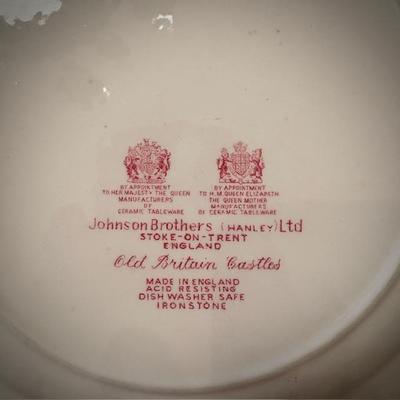 BY APPOINTMENT
TO HER MAJESTY THE QUEEN
MANUFACTURERS
OF
CERAMIC TABLEWARE
BY APPOINTMENT
TO H.M. QUEEN ELIZABETH
THE QUEEN MOTHER
MANUFACTURERS
OF CERAMIC TABLEWARE
Johnson Brothers (HANLEY) Ltd
STOKE-ON-TRENT
ENGLAND
Old Britain Castles
MADE IN ENGLAND
ACID RESISTING
DISH WASHER SAFE
IRONSTONE